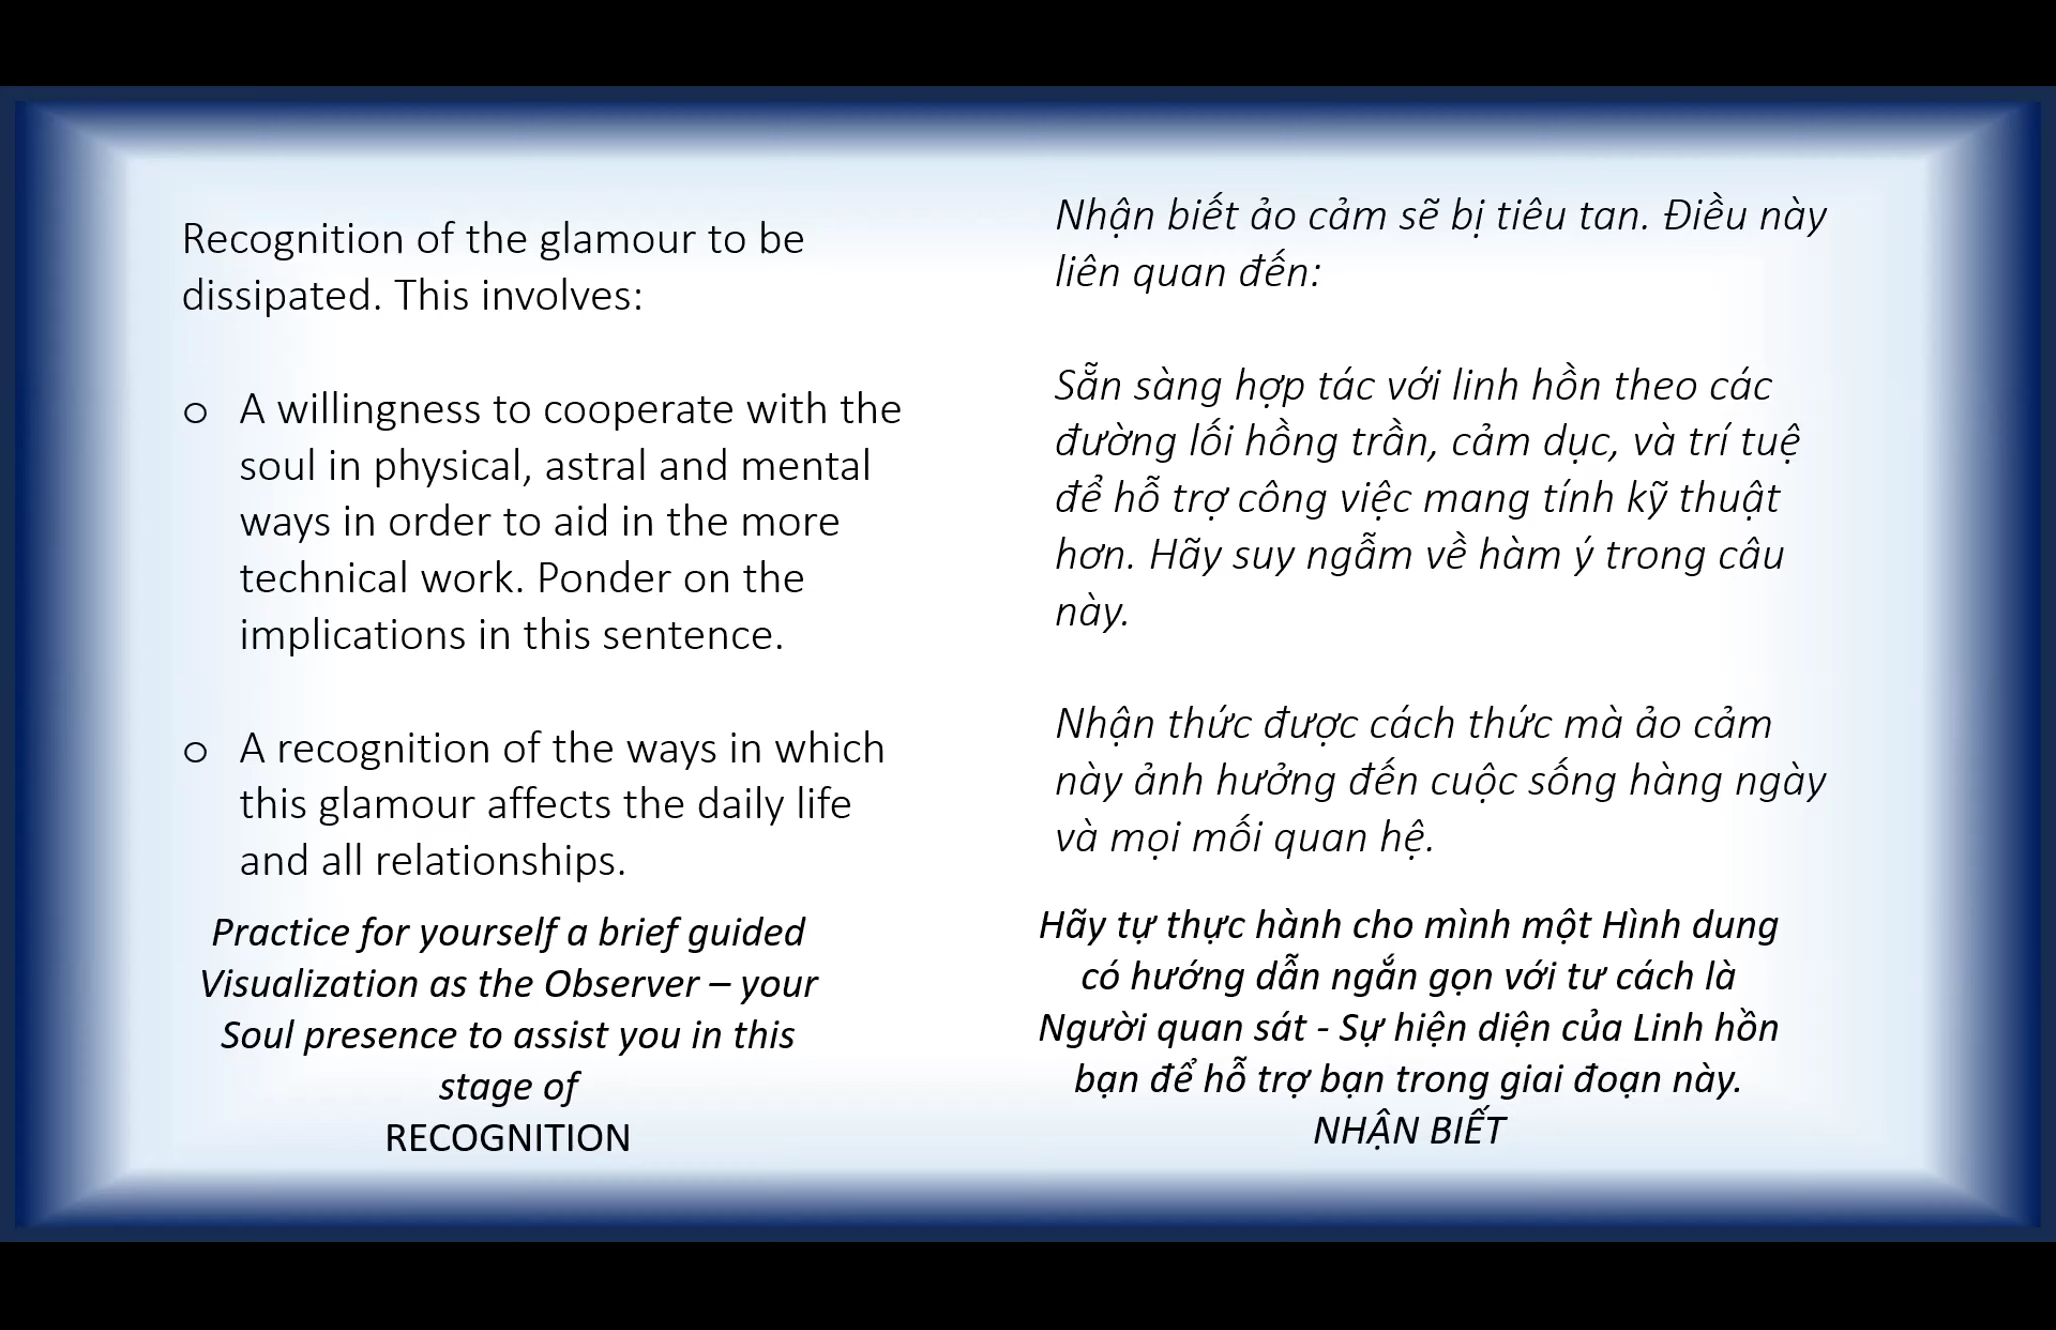 Recognition of the glamour to be
dissipated. This involves:
o A willingness to cooperate with the
soul in physical, astral and mental
ways in order to aid in the more
technical work. Ponder on the
implications in this sentence.
o A recognition of the ways in which
this glamour affects the daily life
and all relationships.
Practice for yourself a brief guided
Visualization as the Observer – your
Soul presence to assist you in this
stage of
RECOGNITION
Nhận biết ảo cảm sẽ bị tiêu tan. Điều này
liên quan đến:
Sẵn sàng hợp tác với linh hồn theo các
đường lối hồng trần, cảm dục, và trí tuệ
để hỗ trợ công việc mang tính kỹ thuật
hơn. Hãy suy ngẫm về hàm ý trong câu
này.
Nhận thức được cách thức mà ảo cảm
này ảnh hưởng đến cuộc sống hàng ngày
và mọi mối quan hệ.
Hãy tự thực hành cho mình một Hình dung
có hướng dẫn ngắn gọn với tư cách là
Người quan sát - Sự hiện diện của Linh hồn
bạn để hỗ trợ bạn trong giai đoạn này.
NHẬN BIẾT